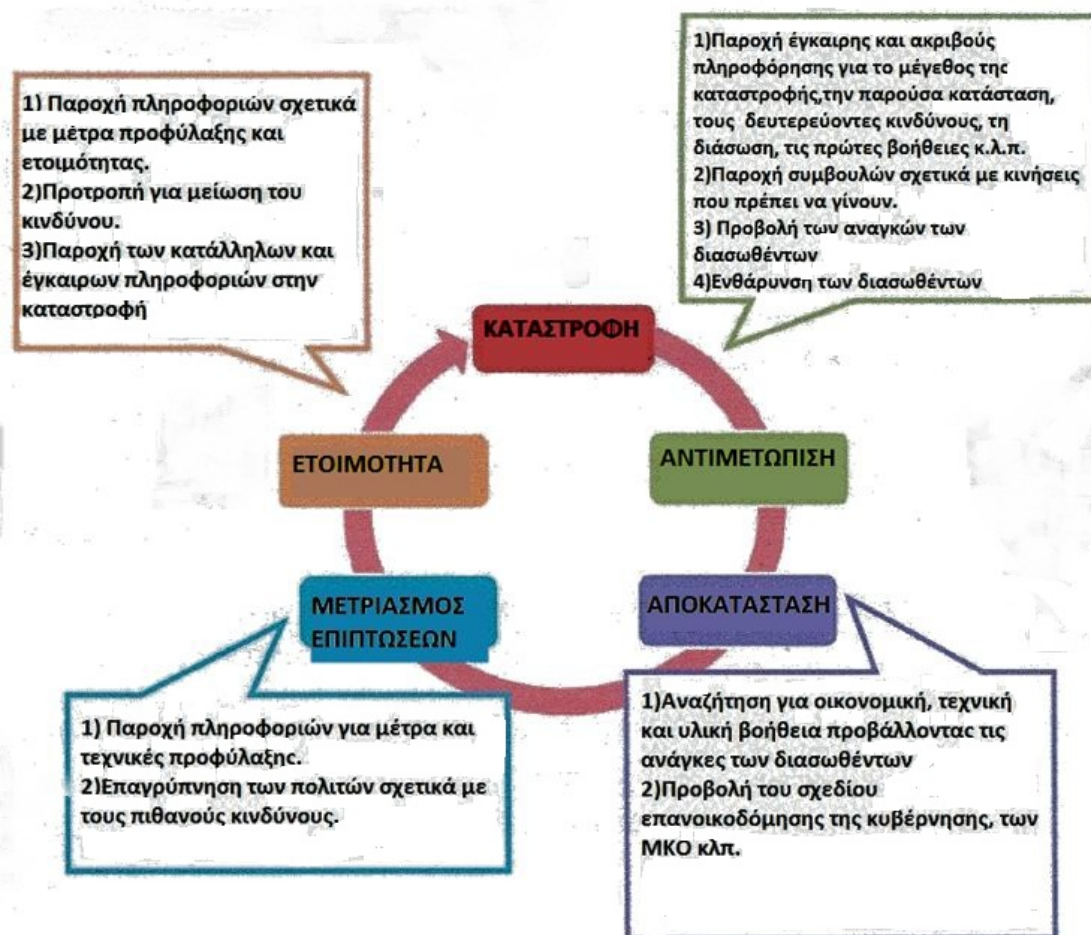 1) Παροχή πληροφοριών σχετικά
με μέτρα προφύλαξης και
ετοιμότητας.
2)Προτροπή για μείωση του
κινδύνου.
3)Παροχή των κατάλληλων και
έγκαιρων πληροφοριών στην
καταστροφή
1)Παροχή έγκαιρης και ακριβούς
πληροφόρησης για το μέγεθος της
καταστροφής,την παρούσα κατάσταση,
τους δευτερεύοντες κινδύνους, τη
διάσωση, τις πρώτες βοήθειες κ.λ.π.
2)Παροχή συμβουλών σχετικά με κινήσεις
που πρέπει να γίνουν.
3) Προβολή των αναγκών των
διασωθέντων
4)Ενθάρυνση των διασωθέντων
ΚΑΤΑΣΤΡΟΦΗ
ΕΤΟΙΜΟΤΗΤΑ
ΑΝΤΙΜΕΤΩΠΙΣΗ
ΜΕΤΡΙΑΣΜΟΣ
ΕΠΙΠΤΩΣΕΩΝ
ΑΠΟΚΑΤΑΣΤΑΣΗ
1) Παροχή πληροφοριών για μέτρα και
τεχνικές προφύλαξης.
2)Επαγρύπνηση των πολιτών σχετικά με
τους πιθανούς κινδύνους.
1)Αναζήτηση για οικονομική, τεχνική
και υλική βοήθεια προβάλλοντας τις
ανάγκες των διασωθέντων
2)Προβολή του σχεδίου
επανοικοδόμησης της κυβέρνησης, των
ΜΚΟ κλπ.